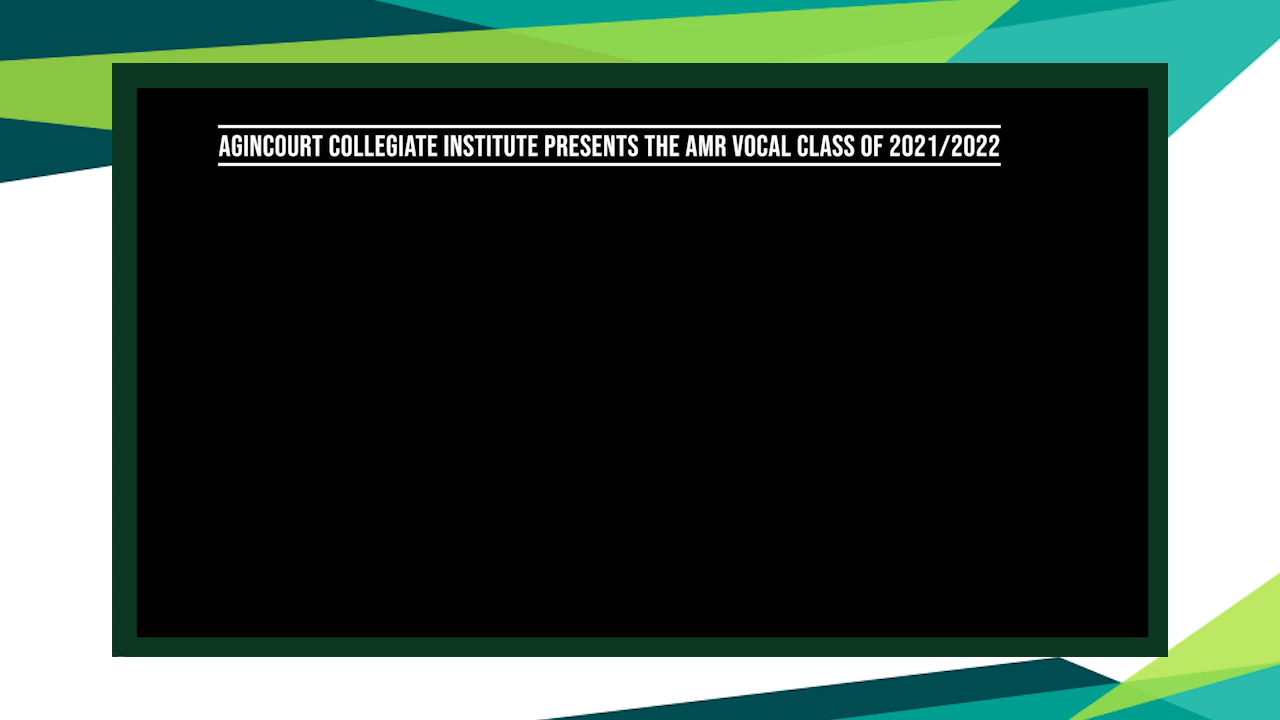 AGINCOURT COLLEGIATE INSTITUTE PRESENTS THE AMR VOCAL CLASS OF 2021/2022